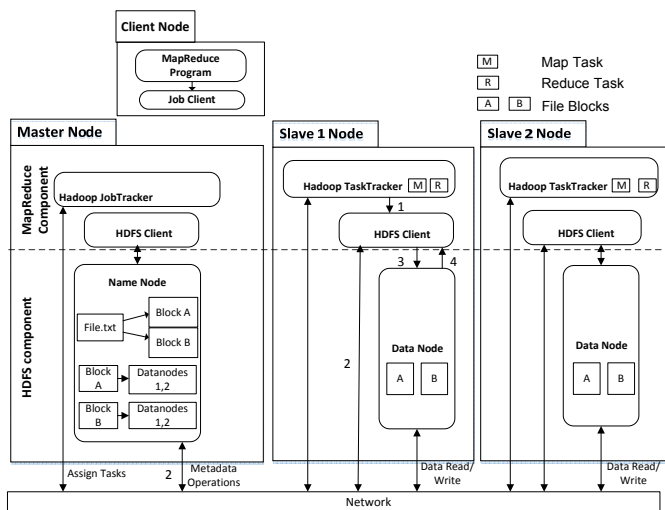 Client Node
MapReduce
Program
Job Client
M Map Task
R Reduce Task
A B File Blocks
Master Node
Slave 1 Node
Slave 2 Node
MapReduce
Component
Hadoop JobTracker
HDFS Client
Hadoop TaskTracker M R
1
HDFS Client
Hadoop TaskTracker M R
HDFS Client
HDFS component
Name Node
File.txt
Block A
Block B
Block
A
Datanodes
1,2
Block
B
Datanodes
1,2
3
4
2
Data Node
A B
Data Node
A B
Assign Tasks
2
Metadata
Operations
Data Read/
Write
Data Read/
Write
Network